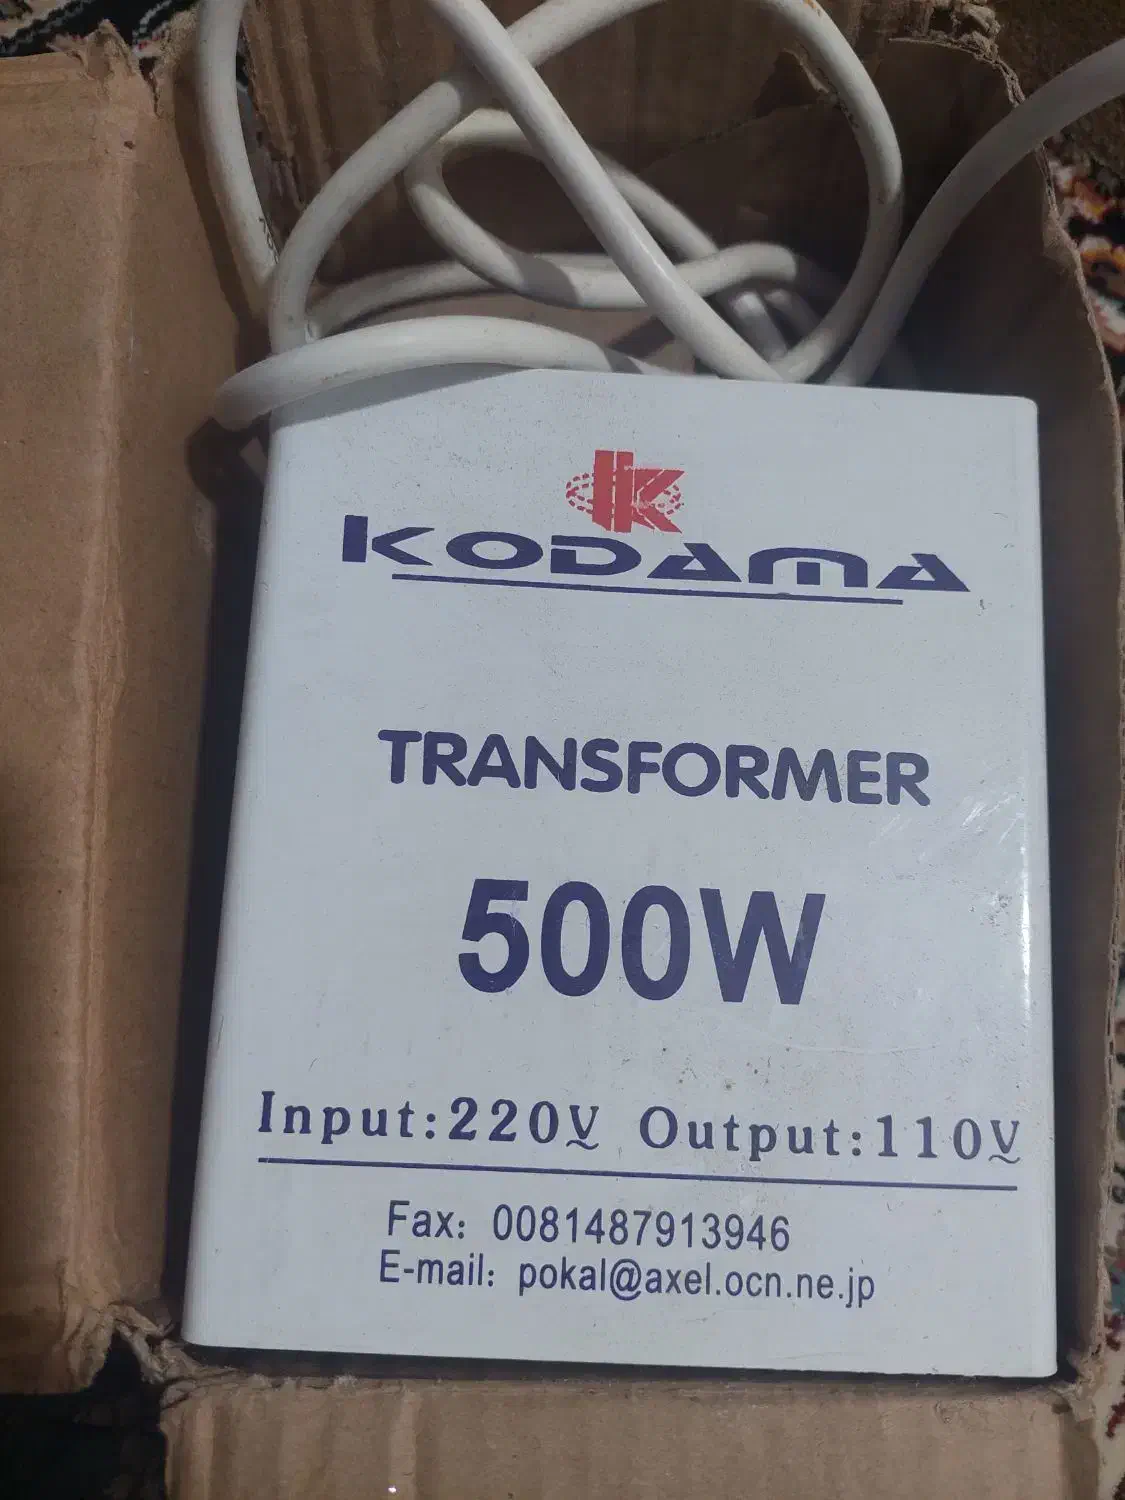 K
KODAMA
TRANSFORMER
500W
Input:220V Output:110V
Fax: 0081487913946
E-mail: pokal@axel.ocn.ne.jp